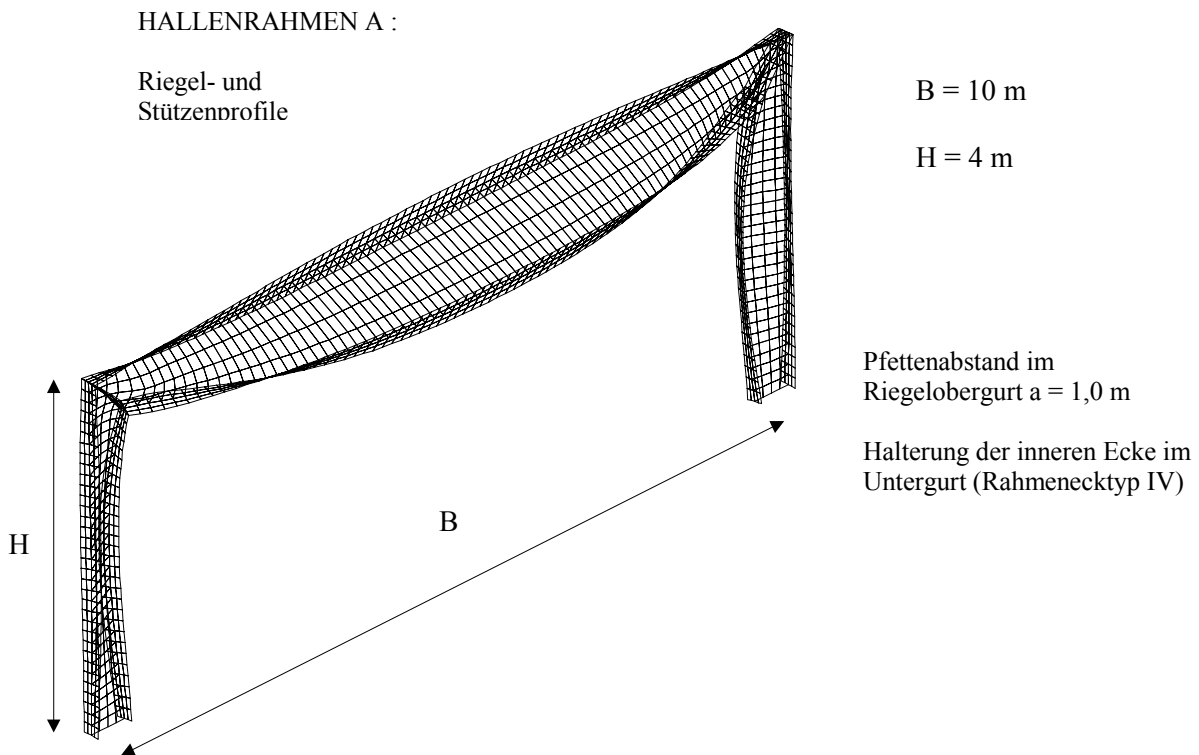 HALLENRAHMEN A :
Riegel- und
Stützenprofile
B = 10 m
H = 4 m
Pfettenabstand im
Riegelobergurt a = 1,0 m
Halterung der inneren Ecke im
Untergurt (Rahmenecktyp IV)
B
H